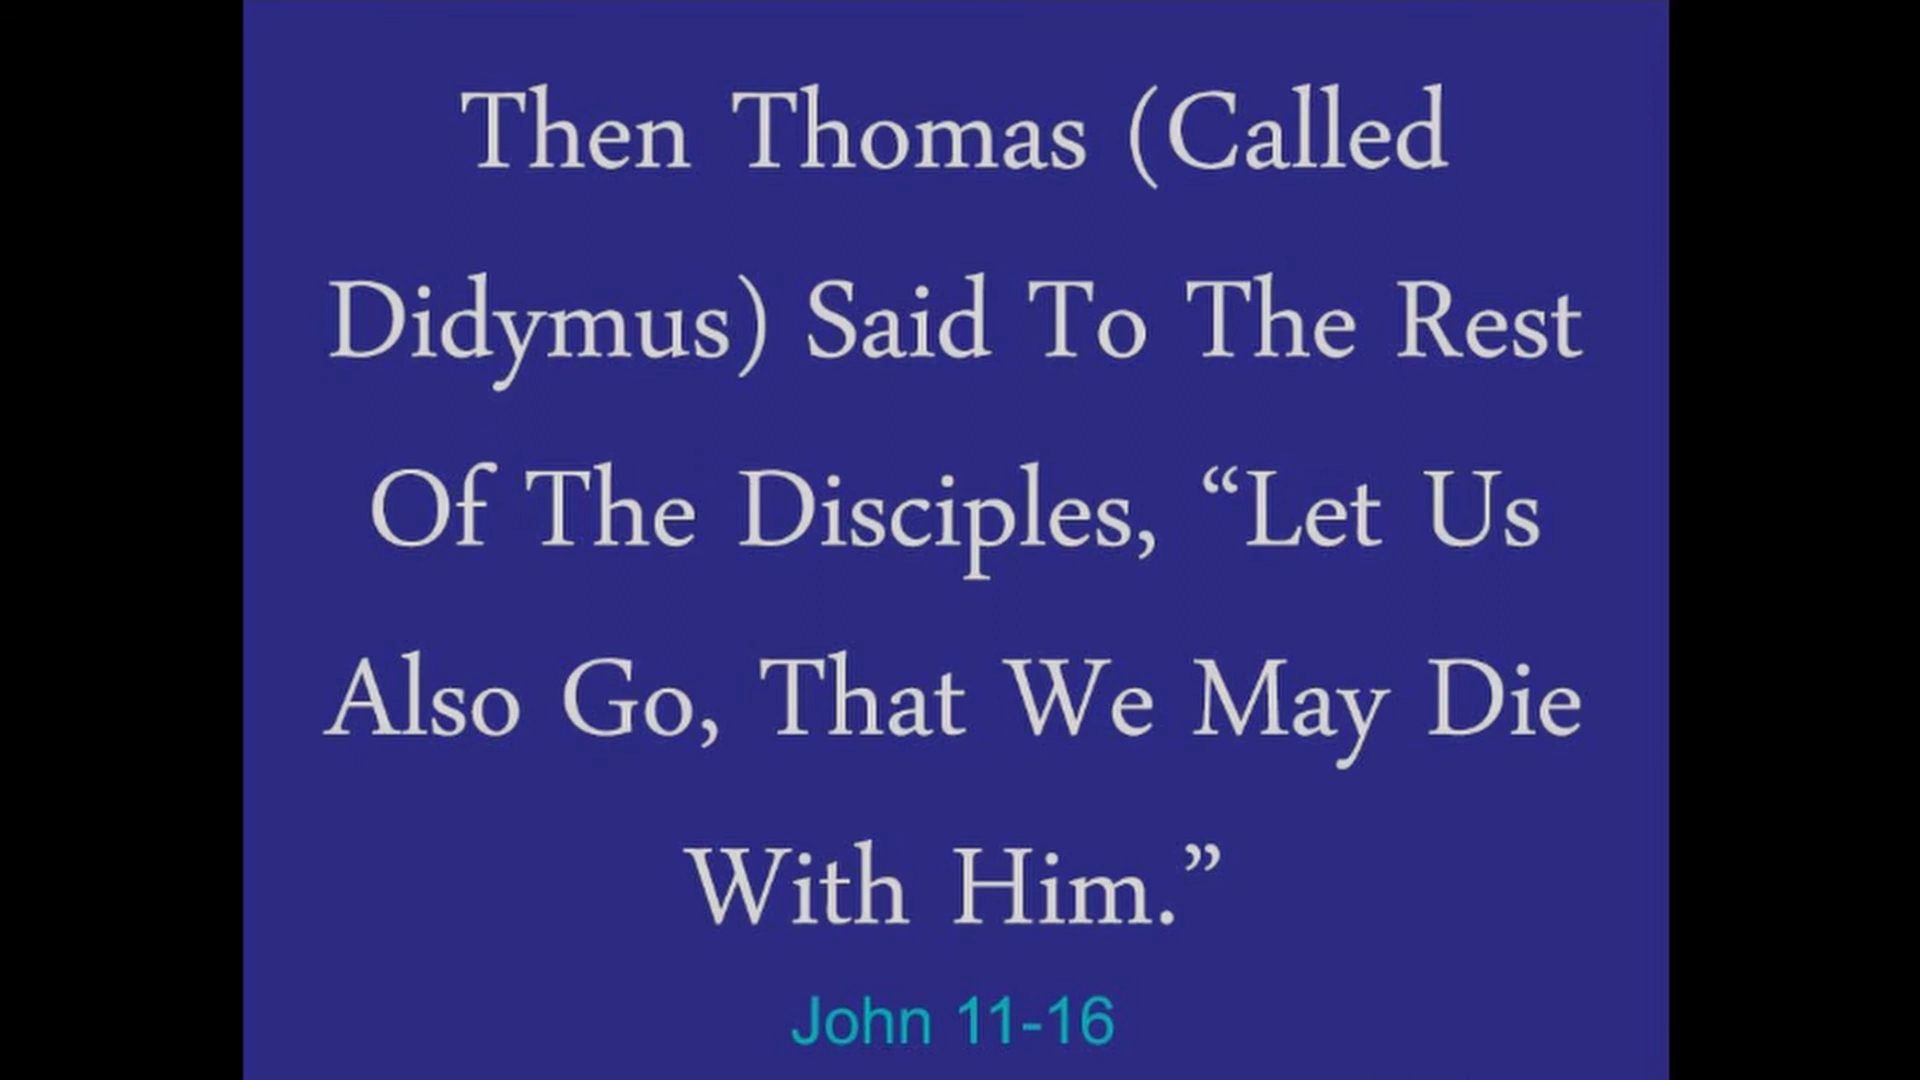 Then Thomas (Called
Didymus) Said To The Rest
Of The Disciples, “Let Us
Also Go, That We May Die
With Him.”
John 11-16